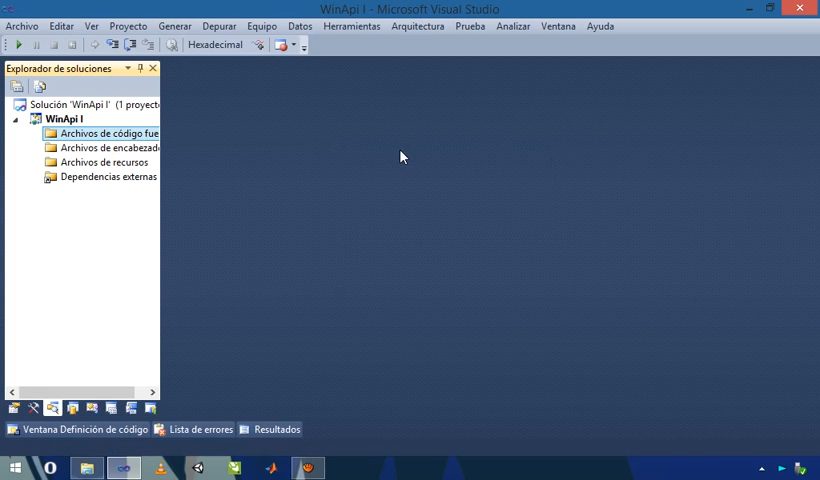 WinApi I - Microsoft Visual Studio
Archivo Editar Ver Proyecto Generar Depurar Equipo Datos Herramientas Arquitectura Prueba Analizar Ventana Ayuda
Hexadecimal
Explorador de soluciones
Solución 'WinApi I' (1 proyecto
WinApi I
Archivos de código fue
Archivos de encabezad
Archivos de recursos
Dependencias externas
Ventana Definición de código Lista de errores Resultados